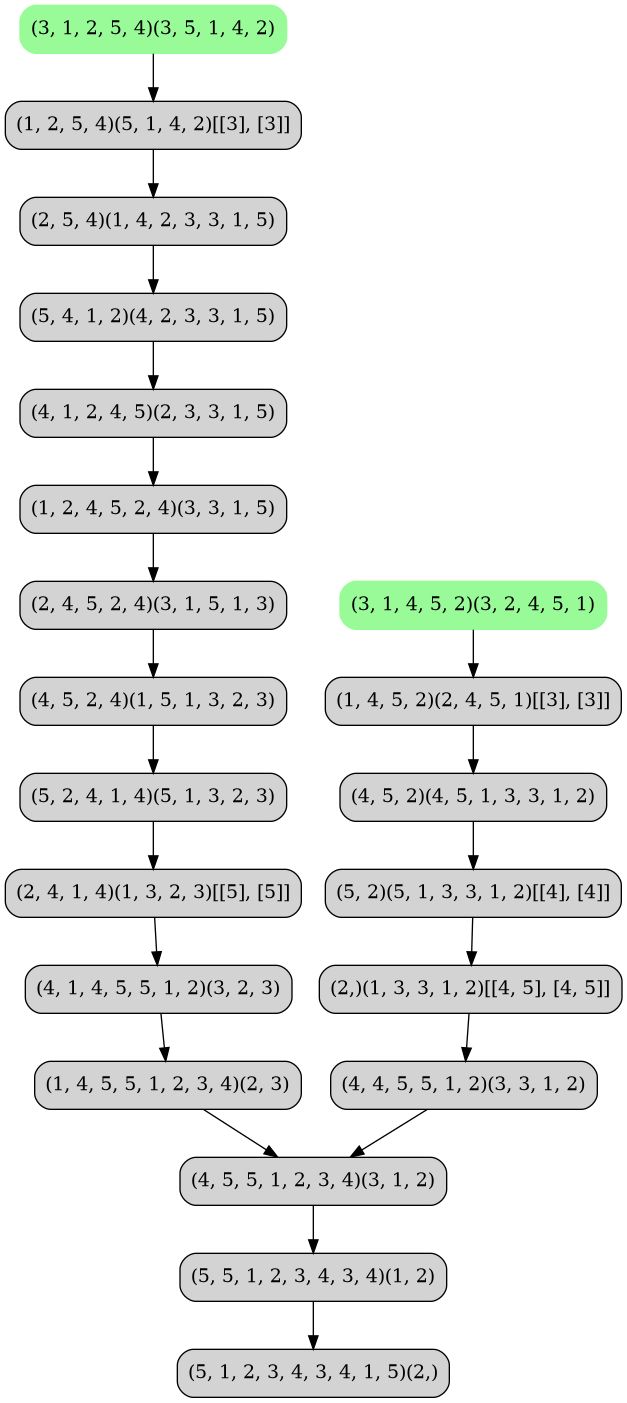 (3, 1, 2, 5, 4)(3, 5, 1, 4, 2)
(1, 2, 5, 4)(5, 1, 4, 2)[[3], [3]]
(2, 5, 4)(1, 4, 2, 3, 3, 1, 5)
(5, 4, 1, 2)(4, 2, 3, 3, 1, 5)
(4, 1, 2, 4, 5)(2, 3, 3, 1, 5)
(1, 2, 4, 5, 2, 4)(3, 3, 1, 5)
(2, 4, 5, 2, 4)(3, 1, 5, 1, 3)
(3, 1, 4, 5, 2)(3, 2, 4, 5, 1)
(4, 5, 2, 4)(1, 5, 1, 3, 2, 3)
(1, 4, 5, 2)(2, 4, 5, 1)[[3], [3]]
(5, 2, 4, 1, 4)(5, 1, 3, 2, 3)
(4, 5, 2)(4, 5, 1, 3, 3, 1, 2)
(2, 4, 1, 4)(1, 3, 2, 3)[[5], [5]]
(5, 2)(5, 1, 3, 3, 1, 2)[[4], [4]]
(4, 1, 4, 5, 5, 1, 2)(3, 2, 3)
(2,)(1, 3, 3, 1, 2)[[4, 5], [4, 5]]
(1, 4, 5, 5, 1, 2, 3, 4)(2, 3)
(4, 4, 5, 5, 1, 2)(3, 3, 1, 2)
(4, 5, 5, 1, 2, 3, 4)(3, 1, 2)
(5, 5, 1, 2, 3, 4, 3, 4)(1, 2)
(5, 1, 2, 3, 4, 3, 4, 1, 5)(2,)